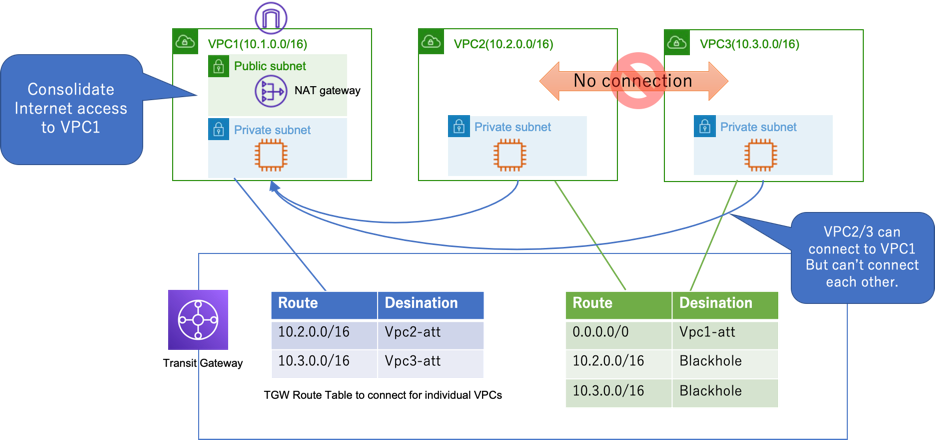 VPC1(10.1.0.0/16)
Public subnet
NAT gateway
Private subnet
Consolidate
Internet access
to VPC1
VPC2(10.2.0.0/16)
Private subnet
No connection
VPC3(10.3.0.0/16)
Private subnet
VPC2/3 can
connect to VPC1
But can't connect
each other.
Transit Gateway
Route Desination
10.2.0.0/16 Vpc2-att
10.3.0.0/16 Vpc3-att
TGW Route Table to connect for individual VPCs
Route Desination
0.0.0.0/0 Vpc1-att
10.2.0.0/16 Blackhole
10.3.0.0/16 Blackhole